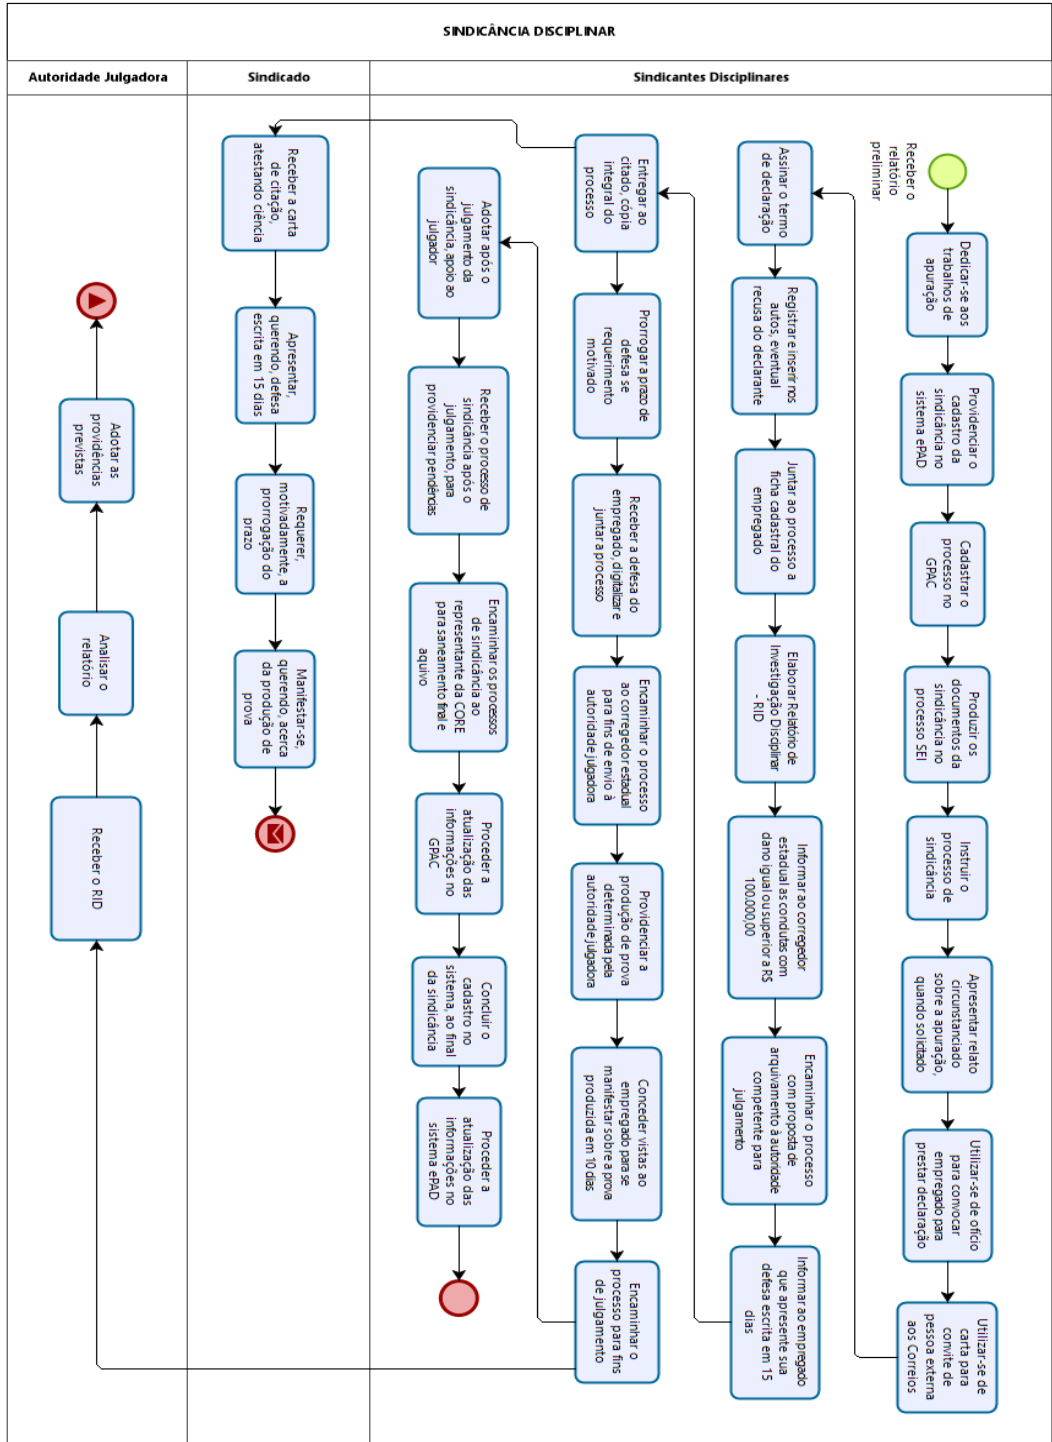 SINDICÂNCIA DISCIPLINAR
Autoridade Julgadora
Sindicado
Sindicantes Disciplinares
Receber o
relatório
preliminar
Dedicar-se aos
trabalhos de
apuração
Providenciar o
cadastro da
sindicância no
sistema ePAD
Cadastrar o
processo no
GPAC
Produzir os
documentos da
sindicância no
processo SEI
Instruir o
processo de
sindicância
Apresentar relato
circunstanciado
sobre a apuração,
quando solicitado
Utilizar-se de ofício
para convocar
empregado para
prestar declaração
Utilizar-se de
carta para
convite de
pessoa externa
aos Correios
Assinar o termo
de declaração
Registrar e inserir nos
autos, eventual
recusa do declarante
Juntar ao processo a
ficha cadastral do
empregado
Elaborar Relatório de
Investigação Disciplinar
- RID
Informar ao corregedor
estadual as condutas com
dano igual ou superior a R$
100.000,00
Encaminhar o processo
com proposta de
arquivamento à autoridade
competente para
julgamento
Informar ao empregado
que apresente sua
defesa escrita em 15
dias
Entregar ao
citado, cópia
integral do
processo
Prorrogar a prazo de
defesa se
requerimento
motivado
Receber a defesa do
empregado, digitalizar e
juntar a processo
Encaminhar o processo
ao corregedor estadual
para fins de envio à
autoridade julgadora
Providenciar a
produção de prova
determinada pela
autoridade julgadora
Conceder vistas ao
empregado para se
manifestar sobre a prova
produzida em 10 dias
Encaminhar o
processo para fins
de julgamento
Adotar após o
julgamento da
sindicância, apoio ao
julgador
Receber o processo de
sindicância após o
julgamento, para
providenciar pendências
Encaminhar os processos
de sindicância ao
representante da CORE
para saneamento final e
aquivo
Proceder a
atualização das
informações no
GPAC
Concluir o
cadastro no
sistema, ao final
da sindicância
Proceder a
atualização das
informações no
sistema ePAD
Receber a carta
de citação,
atestando ciência
Apresentar,
querendo, defesa
escrita em 15 dias
Requerer,
motivadamente, a
prorrogação do
prazo
Manifestar-se,
querendo, acerca
da produção de
prova
Receber o RID
Analisar o
relatório
Adotar as
providências
previstas